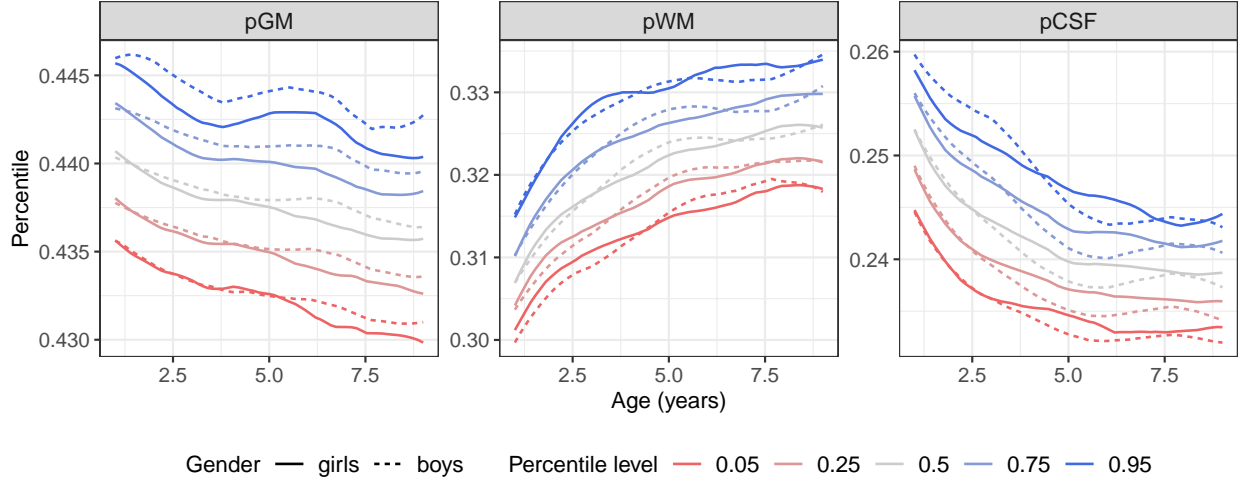 pGM pWM pCSF
Percentile
0.445
0.440
0.435
0.430
0.33
0.32
0.31
0.30
0.26
0.25
0.24
2.5 5.0 7.5 2.5 5.0 7.5 2.5 5.0 7.5
Age (years)
Gender girls boys Percentile level 0.05 0.25 0.5 0.75 0.95